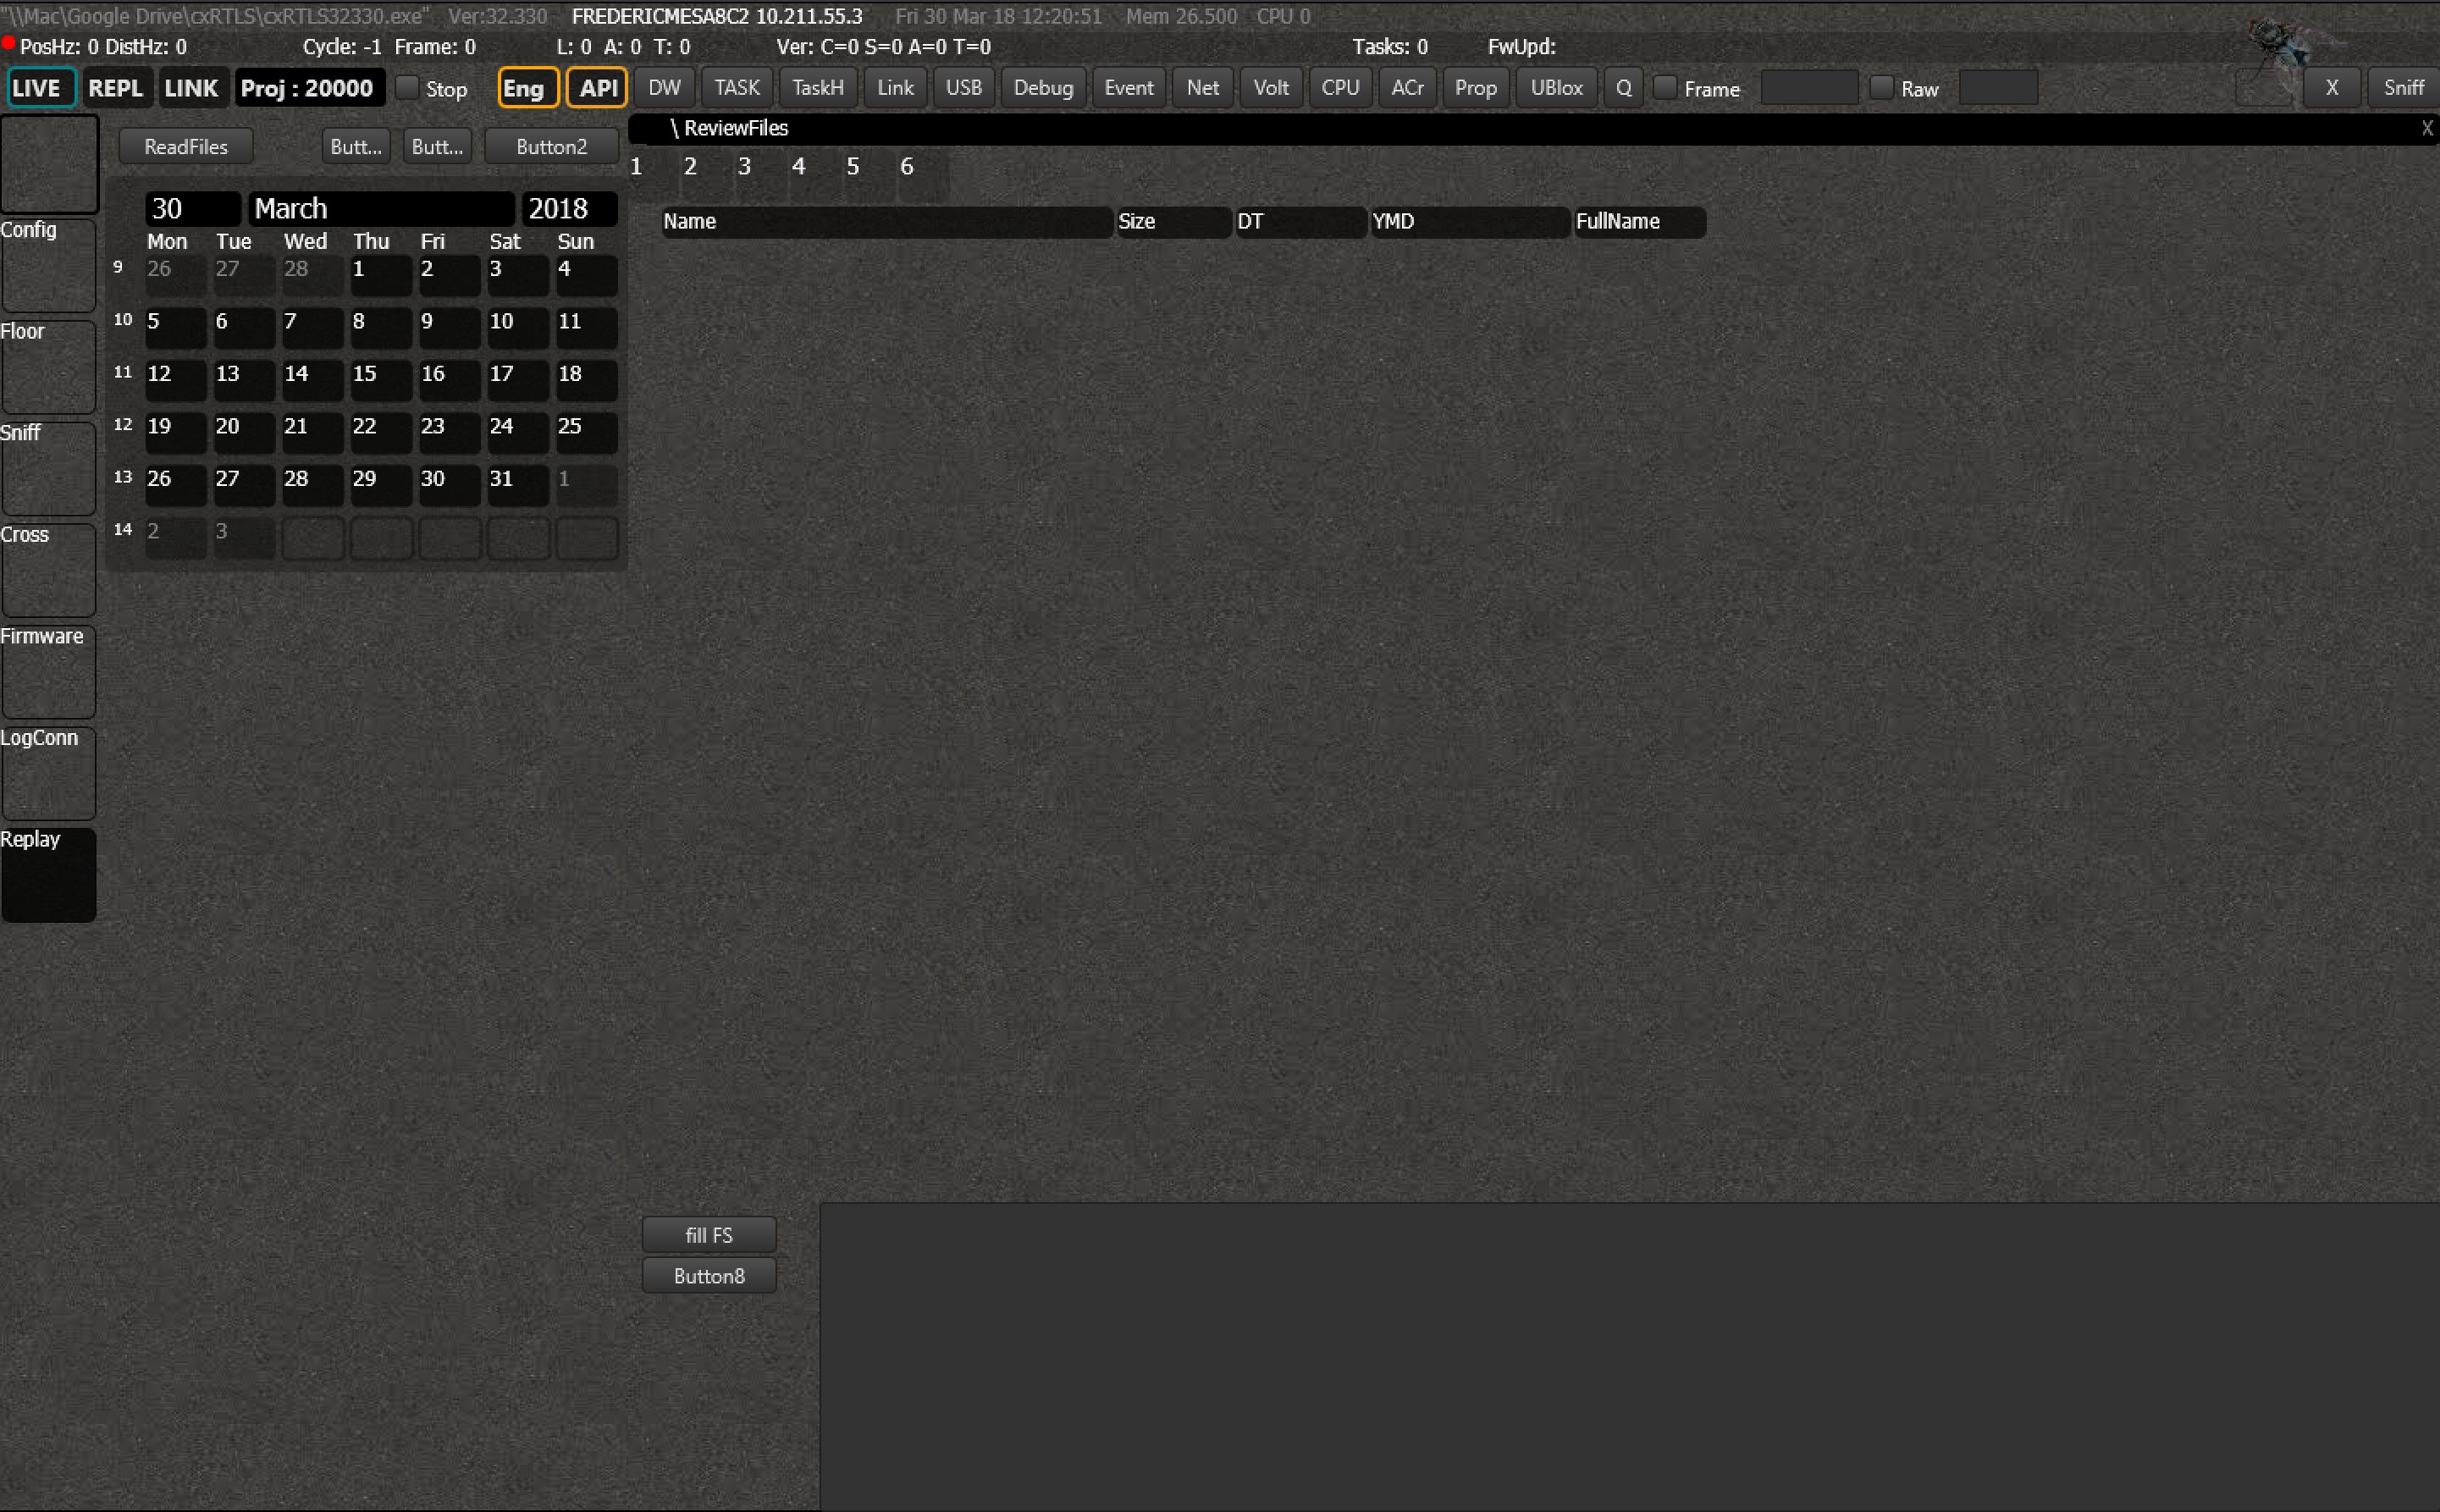 "\\Mac\Google Drive\cxRTLS\cxRTLS32330.exe" Ver:32.330 FREDERICMESA8C2 10.211.55.3 Fri 30 Mar 18 12:20:51 Mem 26.500 CPU 0
PosHz: 0 DistHz: 0 Cycle: -1 Frame: 0 L: 0 A: 0 T: 0 Ver: C=0 S=0 A=0 T=0 Tasks: 0 FwUpd:
LIVE REPL LINK Proj : 20000 Stop Eng API DW TASK TaskH Link USB Debug Event Net Volt CPU ACr Prop UBlox Q Frame Raw X Sniff
\ ReviewFiles X
ReadFiles Butt... Butt... Button2
1 2 3 4 5 6
30 March 2018
Name Size DT YMD FullName
Mon Tue Wed Thu Fri Sat Sun
9 26 27 28 1 2 3 4
10 5 6 7 8 9 10 11
11 12 13 14 15 16 17 18
12 19 20 21 22 23 24 25
13 26 27 28 29 30 31 1
14 2 3
Config
Floor
Sniff
Cross
Firmware
LogConn
Replay
fill FS
Button8